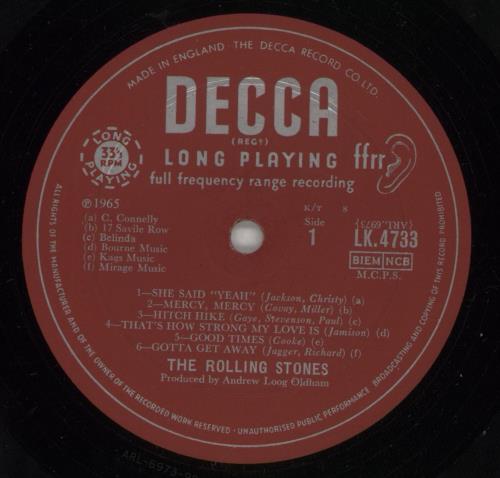 MADE IN ENGLAND · THE DECCA RECORD CO LTD
DECCA
(REGD)
LONG PLAYING
33⅓
RPM
LONG PLAYING ffrr
full frequency range recording
℗1965
(a) C. Connelly
(b) 17 Savile Row
(c) Belinda
(d) Bourne Music
(e) Kags Music
(f) Mirage Music
K/T 8
Side
1
(ARL.6973)
LK.4733
BIEM NCB
M.C.P.S.
1—SHE SAID "YEAH" (Jackson, Christy) (a)
2—MERCY, MERCY (Covay, Miller) (b)
3—HITCH HIKE (Gaye, Stevenson, Paul) (c)
4—THAT'S HOW STRONG MY LOVE IS (Jamison) (d)
5—GOOD TIMES (Cooke) (e)
6—GOTTA GET AWAY (Jagger, Richard) (f)
THE ROLLING STONES
Produced by Andrew Loog Oldham
ALL RIGHTS OF THE MANUFACTURER AND OF THE OWNER OF THE RECORDED WORK RESERVED · UNAUTHORISED PUBLIC PERFORMANCE BROADCASTING AND COPYING OF THIS RECORD PROHIBITED
ARL-6973